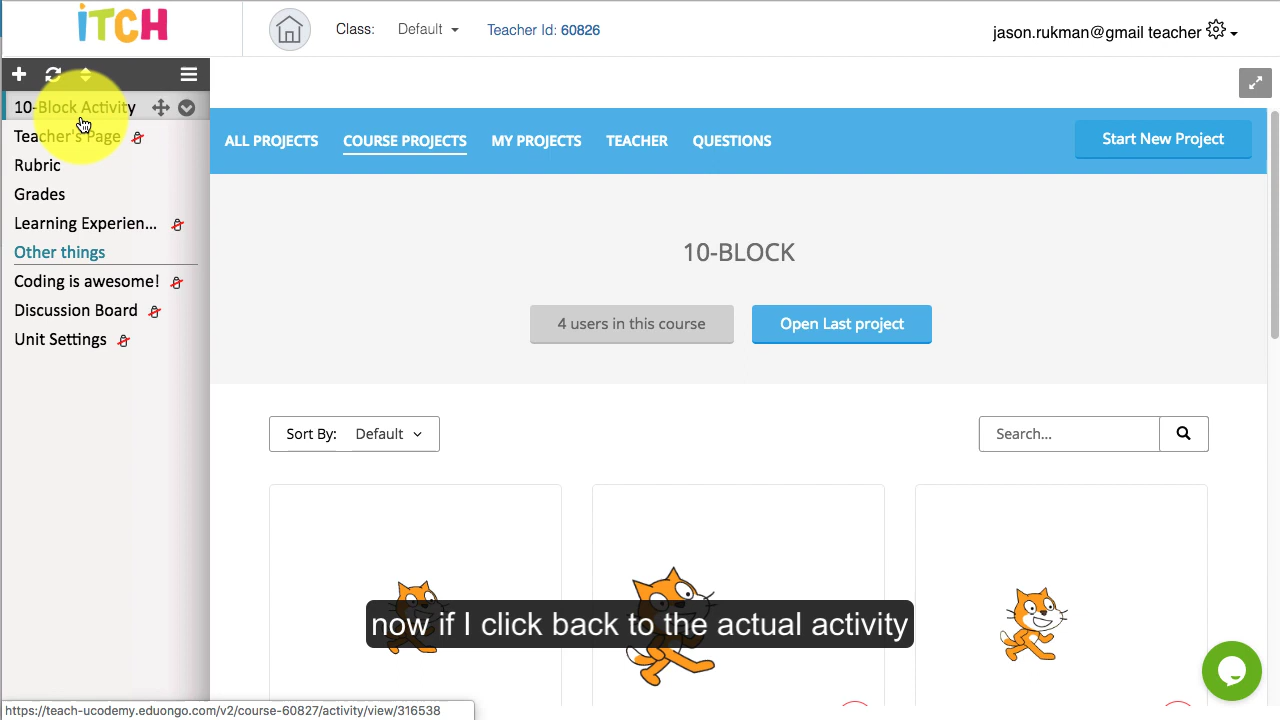 iTCH
Class: Default
Teacher Id: 60826
jason.rukman@gmail teacher
10-Block Activity
Teacher's Page
Rubric
Grades
Learning Experien...
Other things
Coding is awesome!
Discussion Board
Unit Settings
ALL PROJECTS COURSE PROJECTS MY PROJECTS TEACHER QUESTIONS
Start New Project
10-BLOCK
4 users in this course
Open Last project
Sort By: Default
Search...
now if I click back to the actual activity
https://teach-ucodemy.eduongo.com/v2/course-60827/activity/view/316538